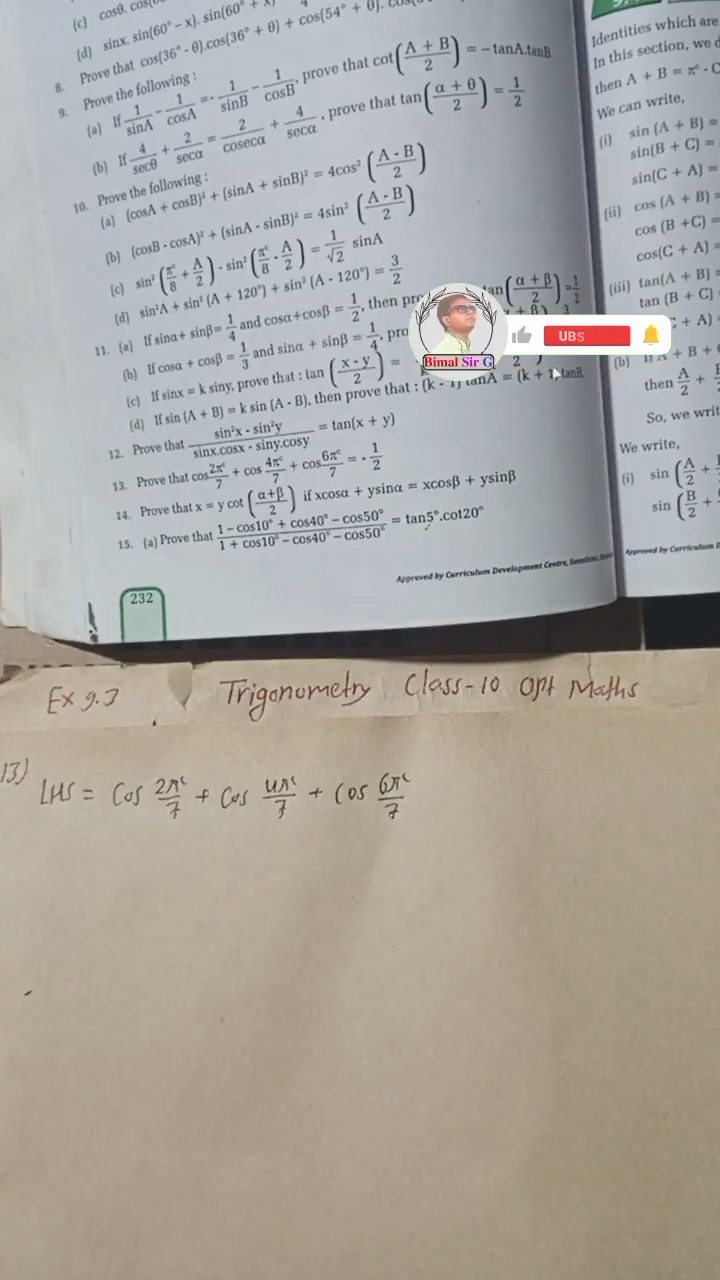 (c) cosθ.
(d) sinx. sin(60° – x). sin(60° +
8. Prove that cos(36° - θ).cos(36° + θ) + cos(54° + θ).
9. Prove the following :
(a) If 1/sinA - 1/cosA = - 1/sinB - 1/cosB, prove that cot(A + B/2) = – tanA.tanB
(b) If 4/secθ + 2/secα = 2/cosecα + 4/secα, prove that tan(α + θ/2) = 1/2
10. Prove the following :
(a) (cosA + cosB)² + (sinA + sinB)² = 4cos² (A - B/2)
(b) (cosB - cosA)² + (sinA - sinB)² = 4sin² (A - B/2)
(c) sin² (πᶜ/8 + A/2) - sin² (πᶜ/8 - A/2) = 1/√2 sinA
(d) sin²A + sin² (A + 120°) + sin² (A - 120°) = 3/2
11. (a) If sinα+ sinβ= 1/4 and cosα+cosβ = 1/2, then (α + β/2) = 1/2
(b) If cosα + cosβ = 1/3 and sinα + sinβ = 1/4,
(c) If sinx = k siny, prove that : tan (x - y/2) =
(d) If sin (A + B) = k sin (A - B), then prove that : (k - 1) tanA = (k + 1) tanB.
12. Prove that sin²x - sin²y/sinx.cosx - siny.cosy = tan(x + y)
13. Prove that cos 2πᶜ/7 + cos 4πᶜ/7 + cos 6πᶜ/7 = - 1/2
14. Prove that x = y cot (α+β/2) if xcosα + ysinα = xcosβ + ysinβ
15. (a) Prove that 1 – cos10° + cos40° – cos50°/1 + cos10° – cos40° – cos50° = tan5°.cot20°
Approved by Curriculum Development Centre,
232
Identities which are
In this section, we
then A + B = πᶜ -
We can write,
(i) sin (A + B) =
sin(B + C) =
sin(C + A) =
(ii) cos (A + B) =
cos (B +C) =
cos(C + A) =
(iii) tan(A + B) =
tan (B + C)
+ A) =
(b)
then A/2 +
So, we writ
We write,
(i) sin (A/2 +
sin (B/2 +
Approved by Curriculum
Bimal Sir G
UBS
Ex 9.3 Trigonometry Class-10 Opt Maths
13) LHS = Cos 2πᶜ/7 + Cos 4πᶜ/7 + Cos 6πᶜ/7